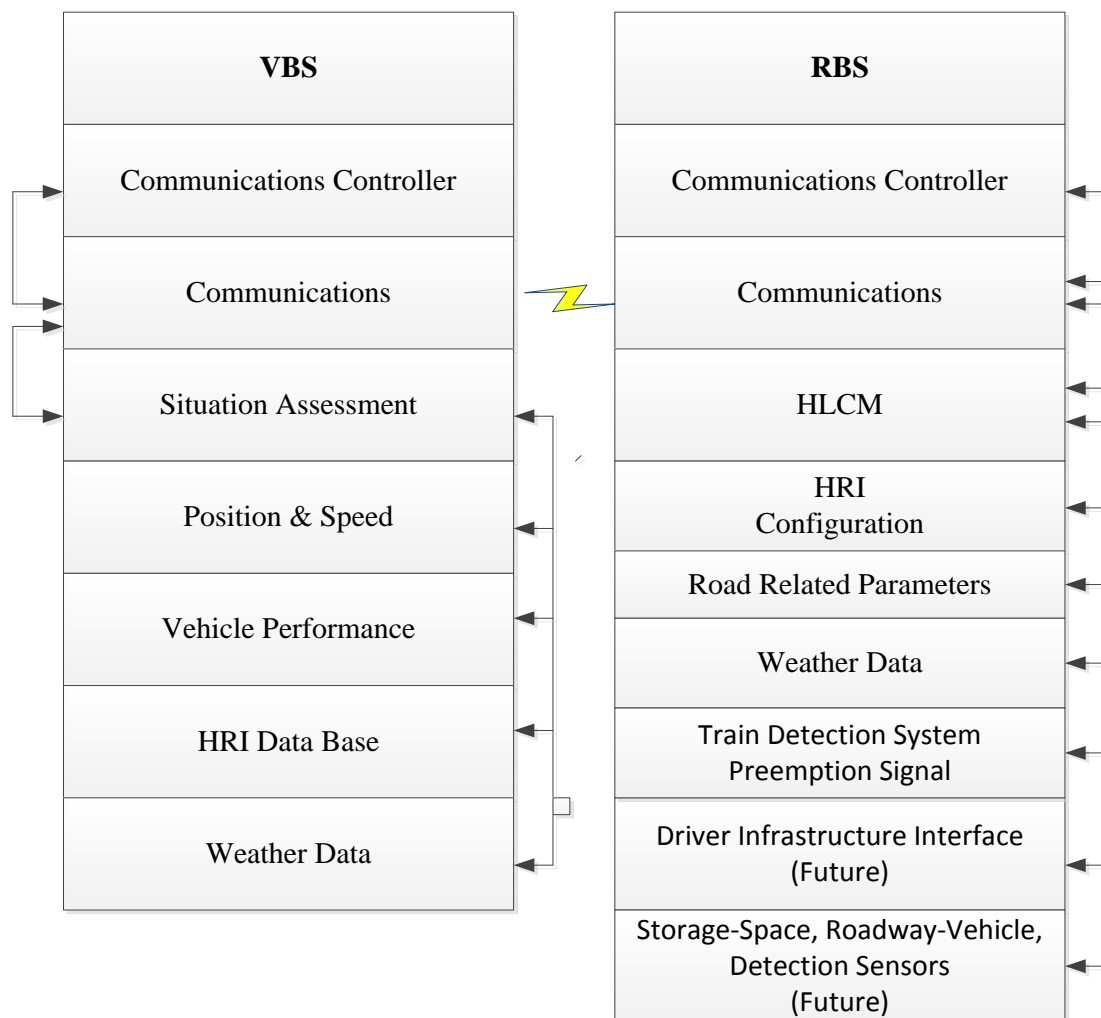 VBS
Communications Controller
Communications
Situation Assessment
Position & Speed
Vehicle Performance
HRI Data Base
Weather Data
RBS
Communications Controller
Communications
HLCM
HRI
Configuration
Road Related Parameters
Weather Data
Train Detection System
Preemption Signal
Driver Infrastructure Interface
(Future)
Storage-Space, Roadway-Vehicle,
Detection Sensors
(Future)